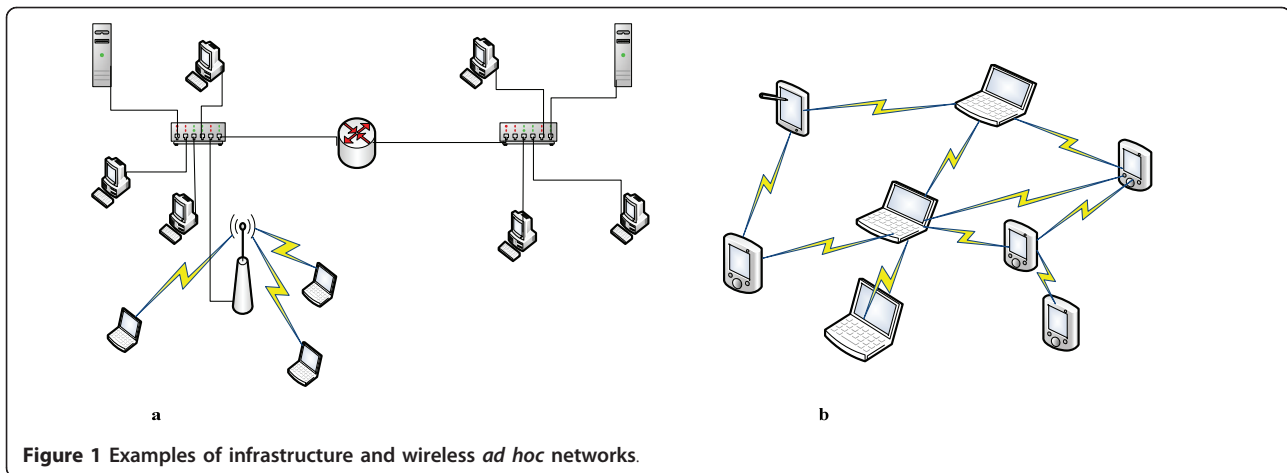 a
b
Figure 1 Examples of infrastructure and wireless ad hoc networks.